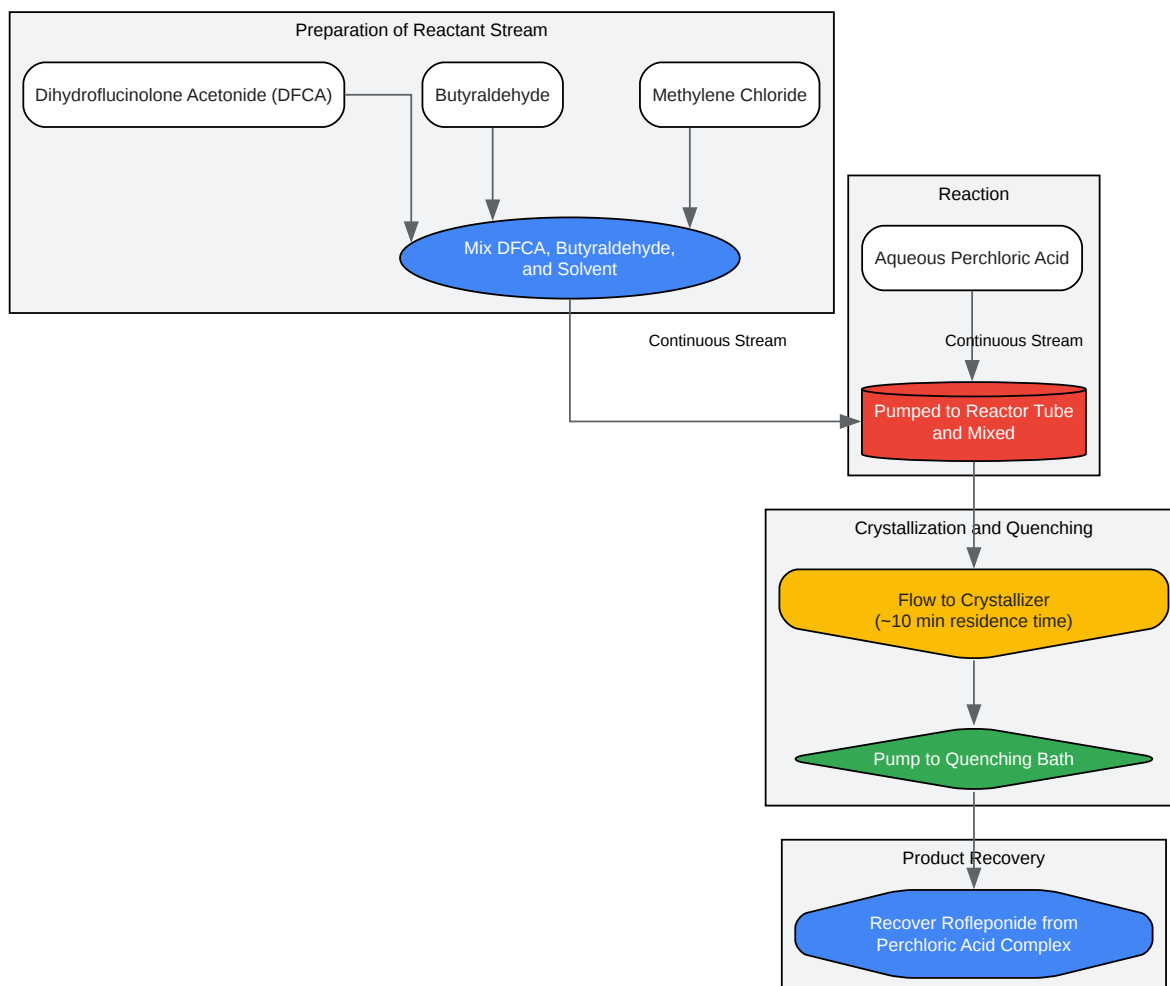 Preparation of Reactant Stream
Dihydroflucinolone Acetonide (DFCA)
Butyraldehyde
Methylene Chloride
Mix DFCA, Butyraldehyde,
and Solvent
Reaction
Aqueous Perchloric Acid
Continuous Stream
Continuous Stream
Pumped to Reactor Tube
and Mixed
Crystallization and Quenching
Flow to Crystallizer
(~10 min residence time)
Pump to Quenching Bath
Product Recovery
Recover Rofleponide from
Perchloric Acid Complex